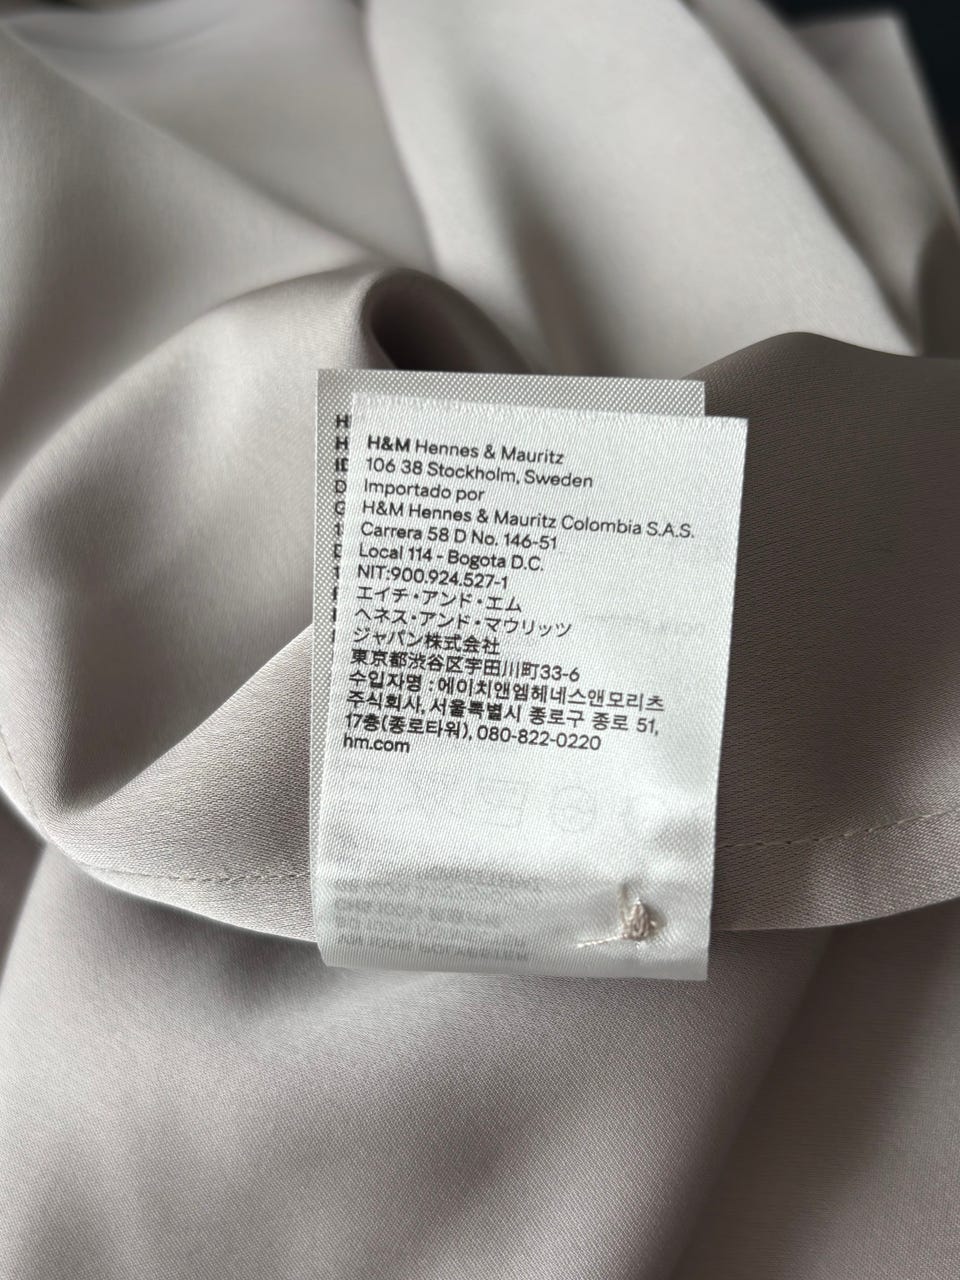 H&M Hennes & Mauritz
106 38 Stockholm, Sweden
Importado por
H&M Hennes & Mauritz Colombia S.A.S.
Carrera 58 D No. 146-51
Local 114 - Bogota D.C.
NIT:900.924.527-1
エイチ・アンド・エム
ヘネス・アンド・マウリッツ
ジャパン株式会社
東京都渋谷区宇田川町33-6
수입자명 : 에이치앤엠헤네스앤모리츠
주식회사, 서울특별시 종로구 종로 51,
17층(종로타워), 080-822-0220
hm.com